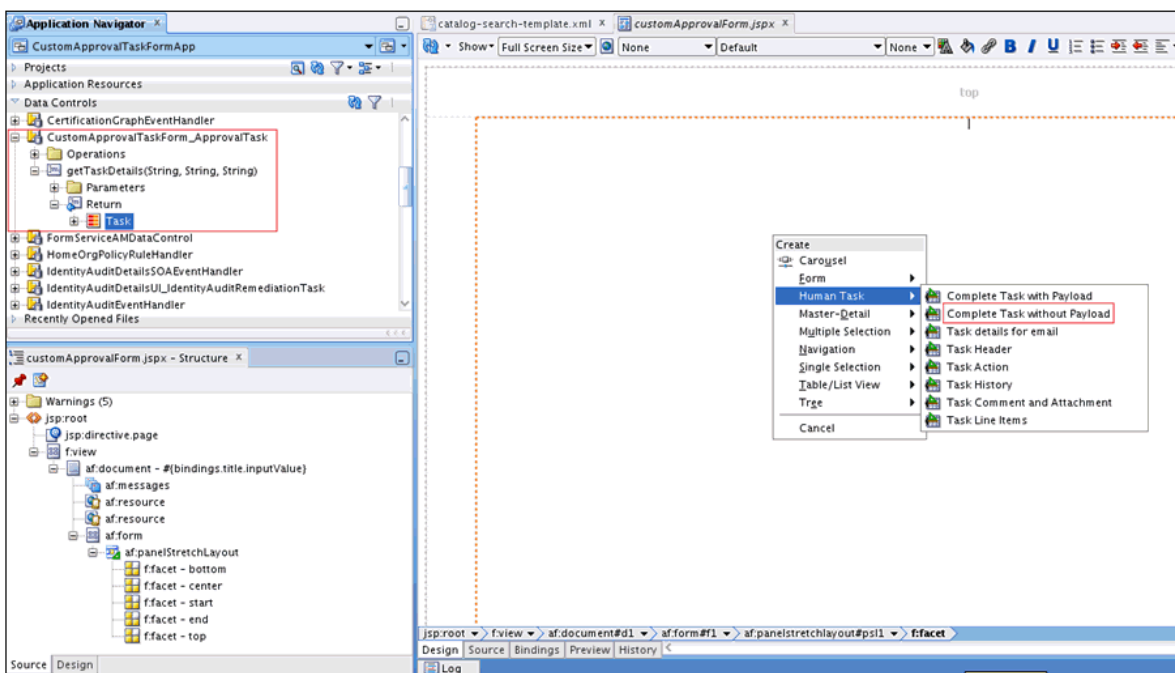 Application Navigator
CustomApprovalTaskFormApp
Projects
Application Resources
Data Controls
CertificationGraphEventHandler
CustomApprovalTaskForm_ApprovalTask
Operations
getTaskDetails(String, String, String)
Parameters
Return
Task
FormServiceAMDataControl
HomeOrgPolicyRuleHandler
IdentityAuditDetailsSOAEventHandler
IdentityAuditDetailsUI_IdentityAuditRemediationTask
IdentityAuditEventHandler
Recently Opened Files
customApprovalForm.jspx - Structure
Warnings (5)
jsp:root
jsp:directive.page
f:view
af:document - #{bindings.title.inputValue}
af:messages
af:resource
af:resource
af:form
af:panelStretchLayout
f:facet - bottom
f:facet - center
f:facet - start
f:facet - end
f:facet - top
Source Design
catalog-search-template.xml customApprovalForm.jspx
Show Full Screen Size None Default None B I U
top
Create
Carousel
Form
Human Task
Master-Detail
Multiple Selection
Navigation
Single Selection
Table/List View
Tree
Cancel
Complete Task with Payload
Complete Task without Payload
Task details for email
Task Header
Task Action
Task History
Task Comment and Attachment
Task Line Items
jsp:root f:view af:document#d1 af:form#f1 af:panelstretchlayout#psl1 f:facet
Design Source Bindings Preview History
Log